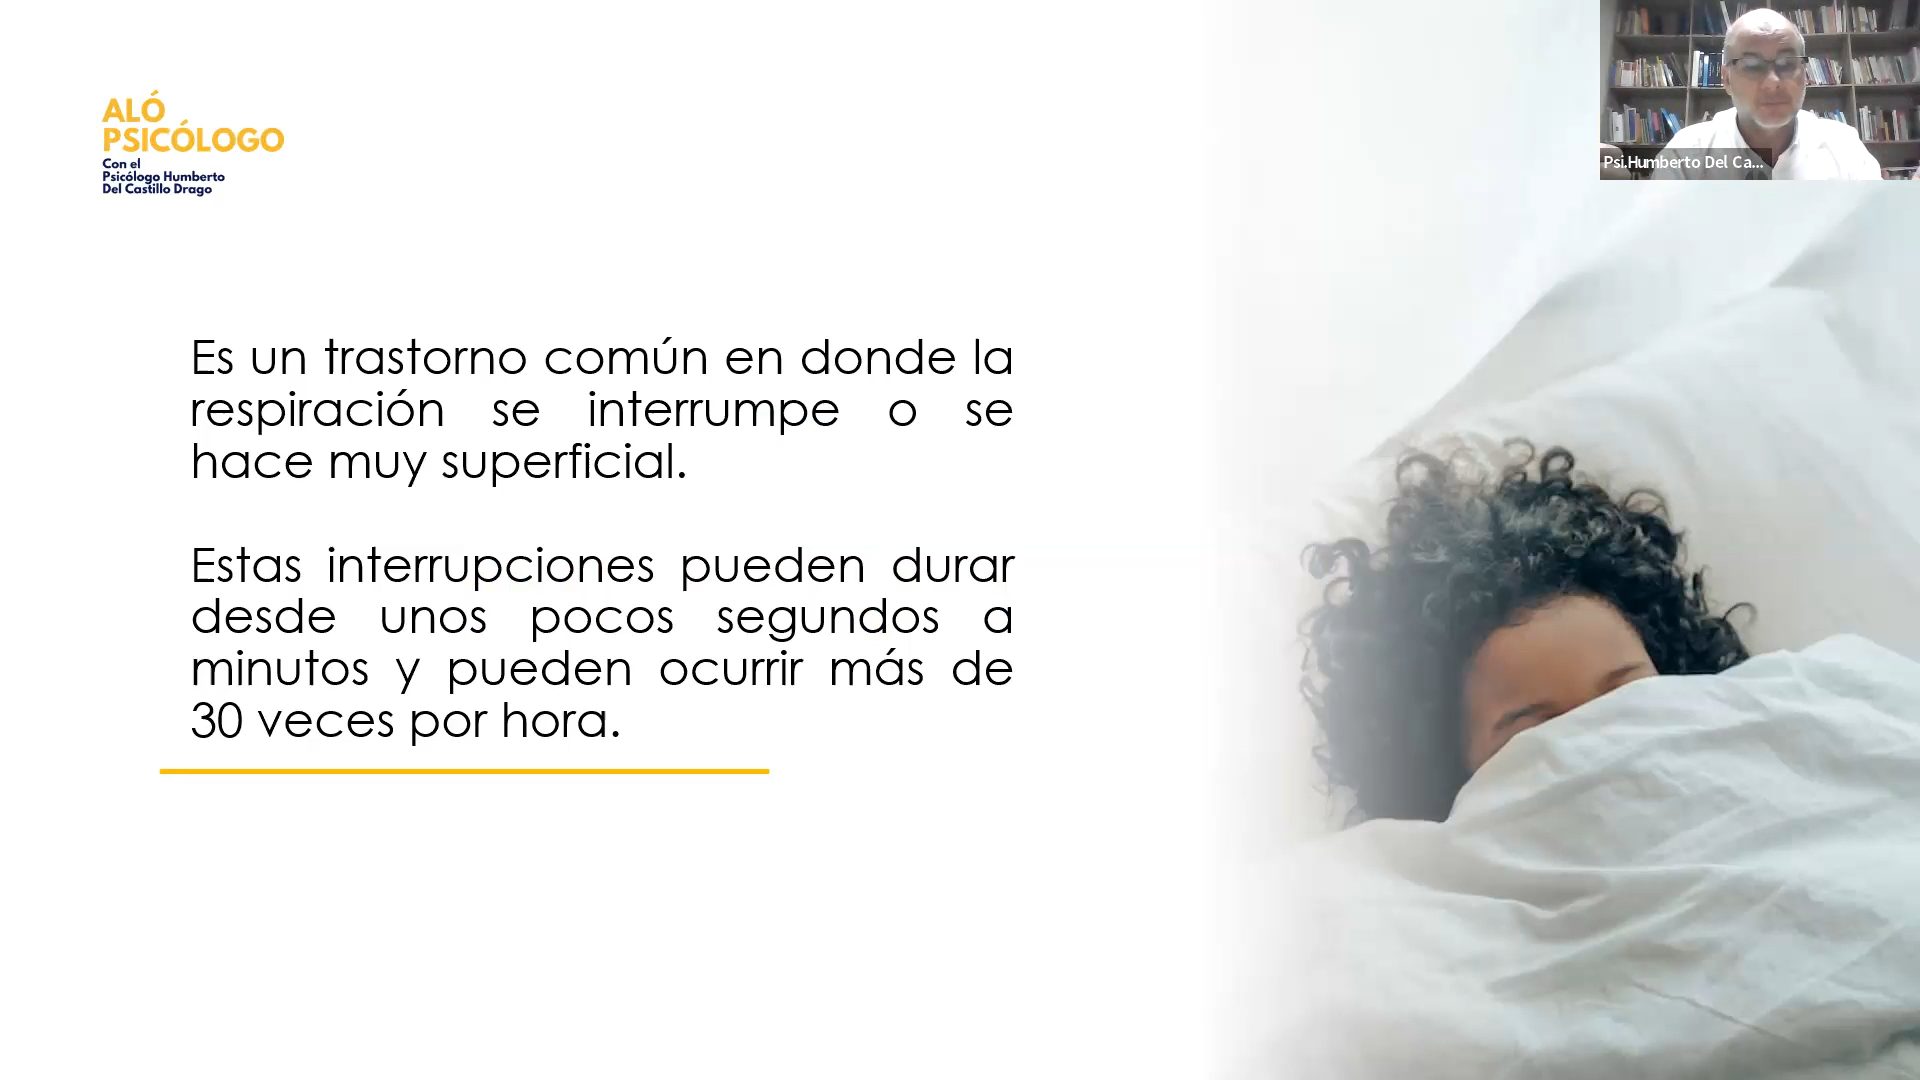 ALÓ
PSICÓLOGO
Con el
Psicólogo Humberto
Del Castillo Drago
Psi.Humberto Del Ca...
Es un trastorno común en donde la
respiración se interrumpe o se
hace muy superficial.
Estas interrupciones pueden durar
desde unos pocos segundos a
minutos y pueden ocurrir más de
30 veces por hora.